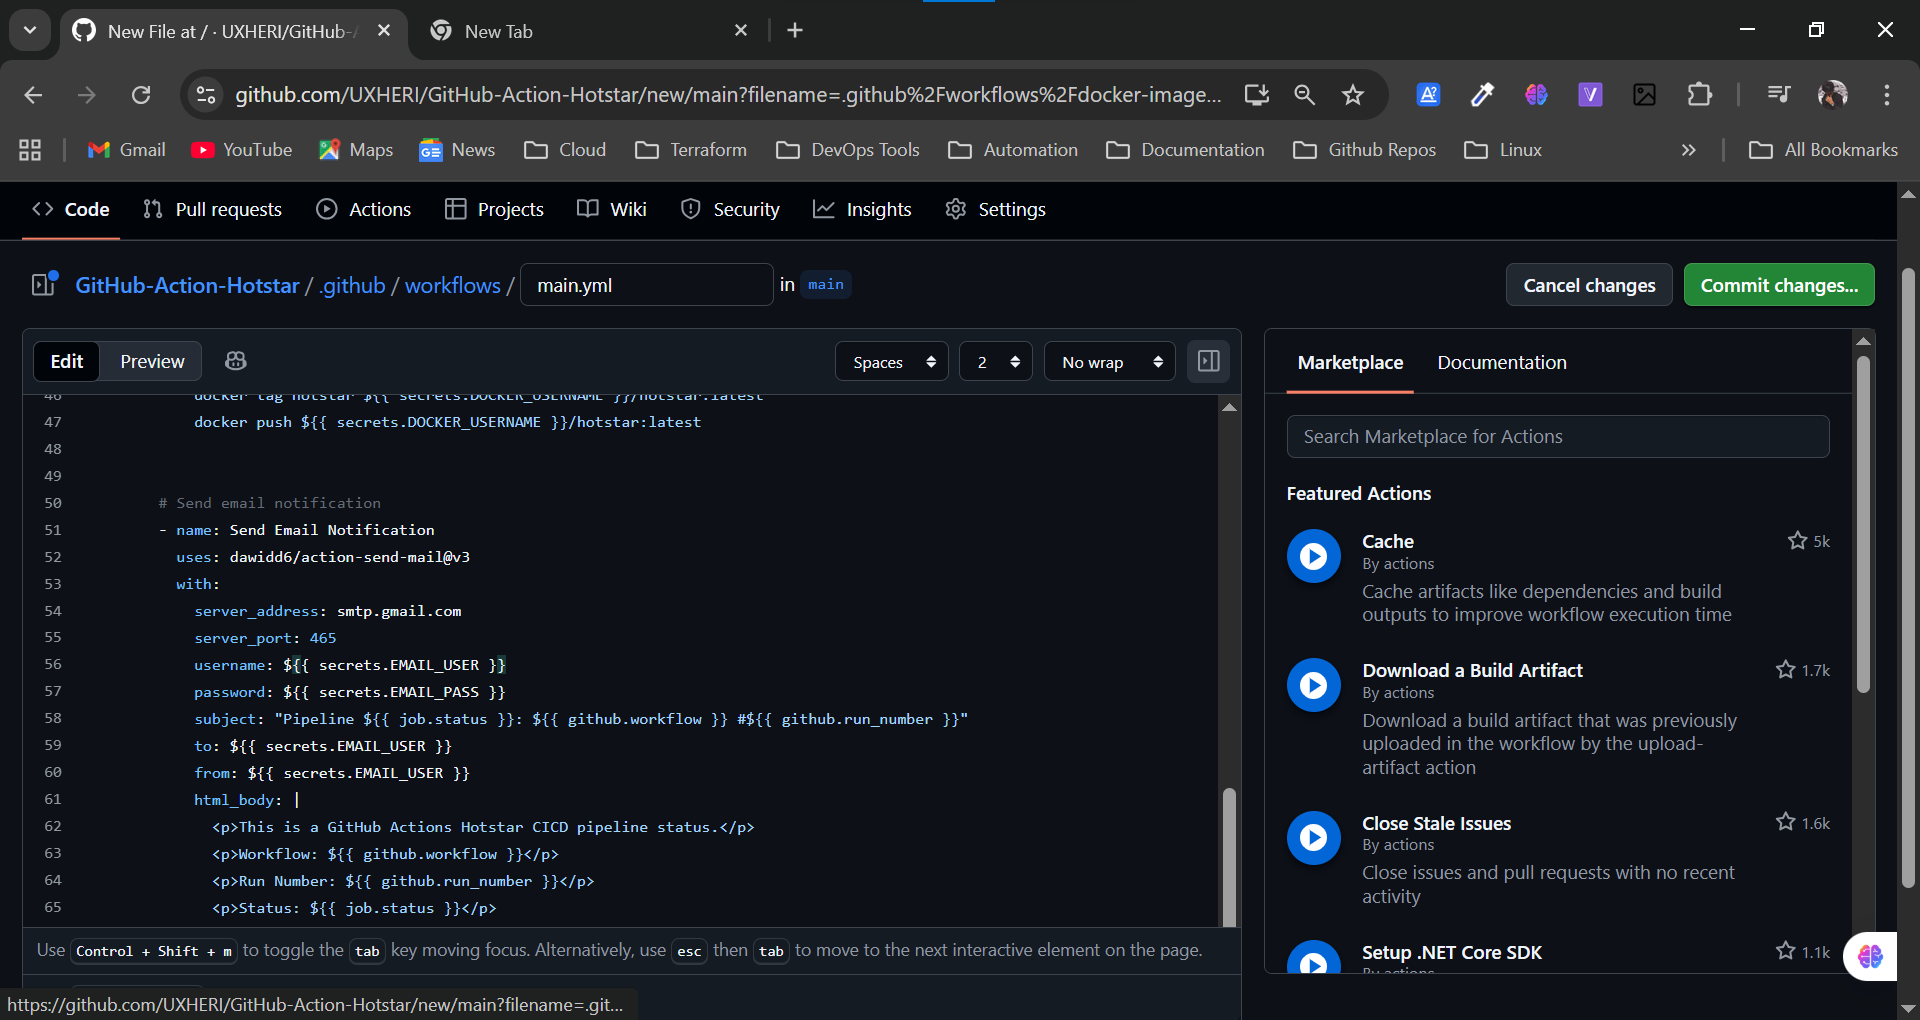 New File at / · UXHERI/GitHub-A
New Tab
github.com/UXHERI/GitHub-Action-Hotstar/new/main?filename=.github%2Fworkflows%2Fdocker-image...
Gmail
YouTube
Maps
News
Cloud
Terraform
DevOps Tools
Automation
Documentation
Github Repos
Linux
All Bookmarks
Code
Pull requests
Actions
Projects
Wiki
Security
Insights
Settings
GitHub-Action-Hotstar / .github / workflows / main.yml in main
Cancel changes
Commit changes...
Edit
Preview
Spaces
2
No wrap
46 docker tag hotstar ${{ secrets.DOCKER_USERNAME }}/hotstar:latest
47 docker push ${{ secrets.DOCKER_USERNAME }}/hotstar:latest
48
49
50 # Send email notification
51 - name: Send Email Notification
52 uses: dawidd6/action-send-mail@v3
53 with:
54 server_address: smtp.gmail.com
55 server_port: 465
56 username: ${{ secrets.EMAIL_USER }}
57 password: ${{ secrets.EMAIL_PASS }}
58 subject: "Pipeline ${{ job.status }}: ${{ github.workflow }} #${{ github.run_number }}"
59 to: ${{ secrets.EMAIL_USER }}
60 from: ${{ secrets.EMAIL_USER }}
61 html_body: |
62 <p>This is a GitHub Actions Hotstar CICD pipeline status.</p>
63 <p>Workflow: ${{ github.workflow }}</p>
64 <p>Run Number: ${{ github.run_number }}</p>
65 <p>Status: ${{ job.status }}</p>
Use Control + Shift + m to toggle the tab key moving focus. Alternatively, use esc then tab to move to the next interactive element on the page.
Marketplace
Documentation
Search Marketplace for Actions
Featured Actions
Cache
5k
By actions
Cache artifacts like dependencies and build
outputs to improve workflow execution time
Download a Build Artifact
1.7k
By actions
Download a build artifact that was previously
uploaded in the workflow by the upload-
artifact action
Close Stale Issues
1.6k
By actions
Close issues and pull requests with no recent
activity
Setup .NET Core SDK
1.1k
By actions
https://github.com/UXHERI/GitHub-Action-Hotstar/new/main?filename=.git...